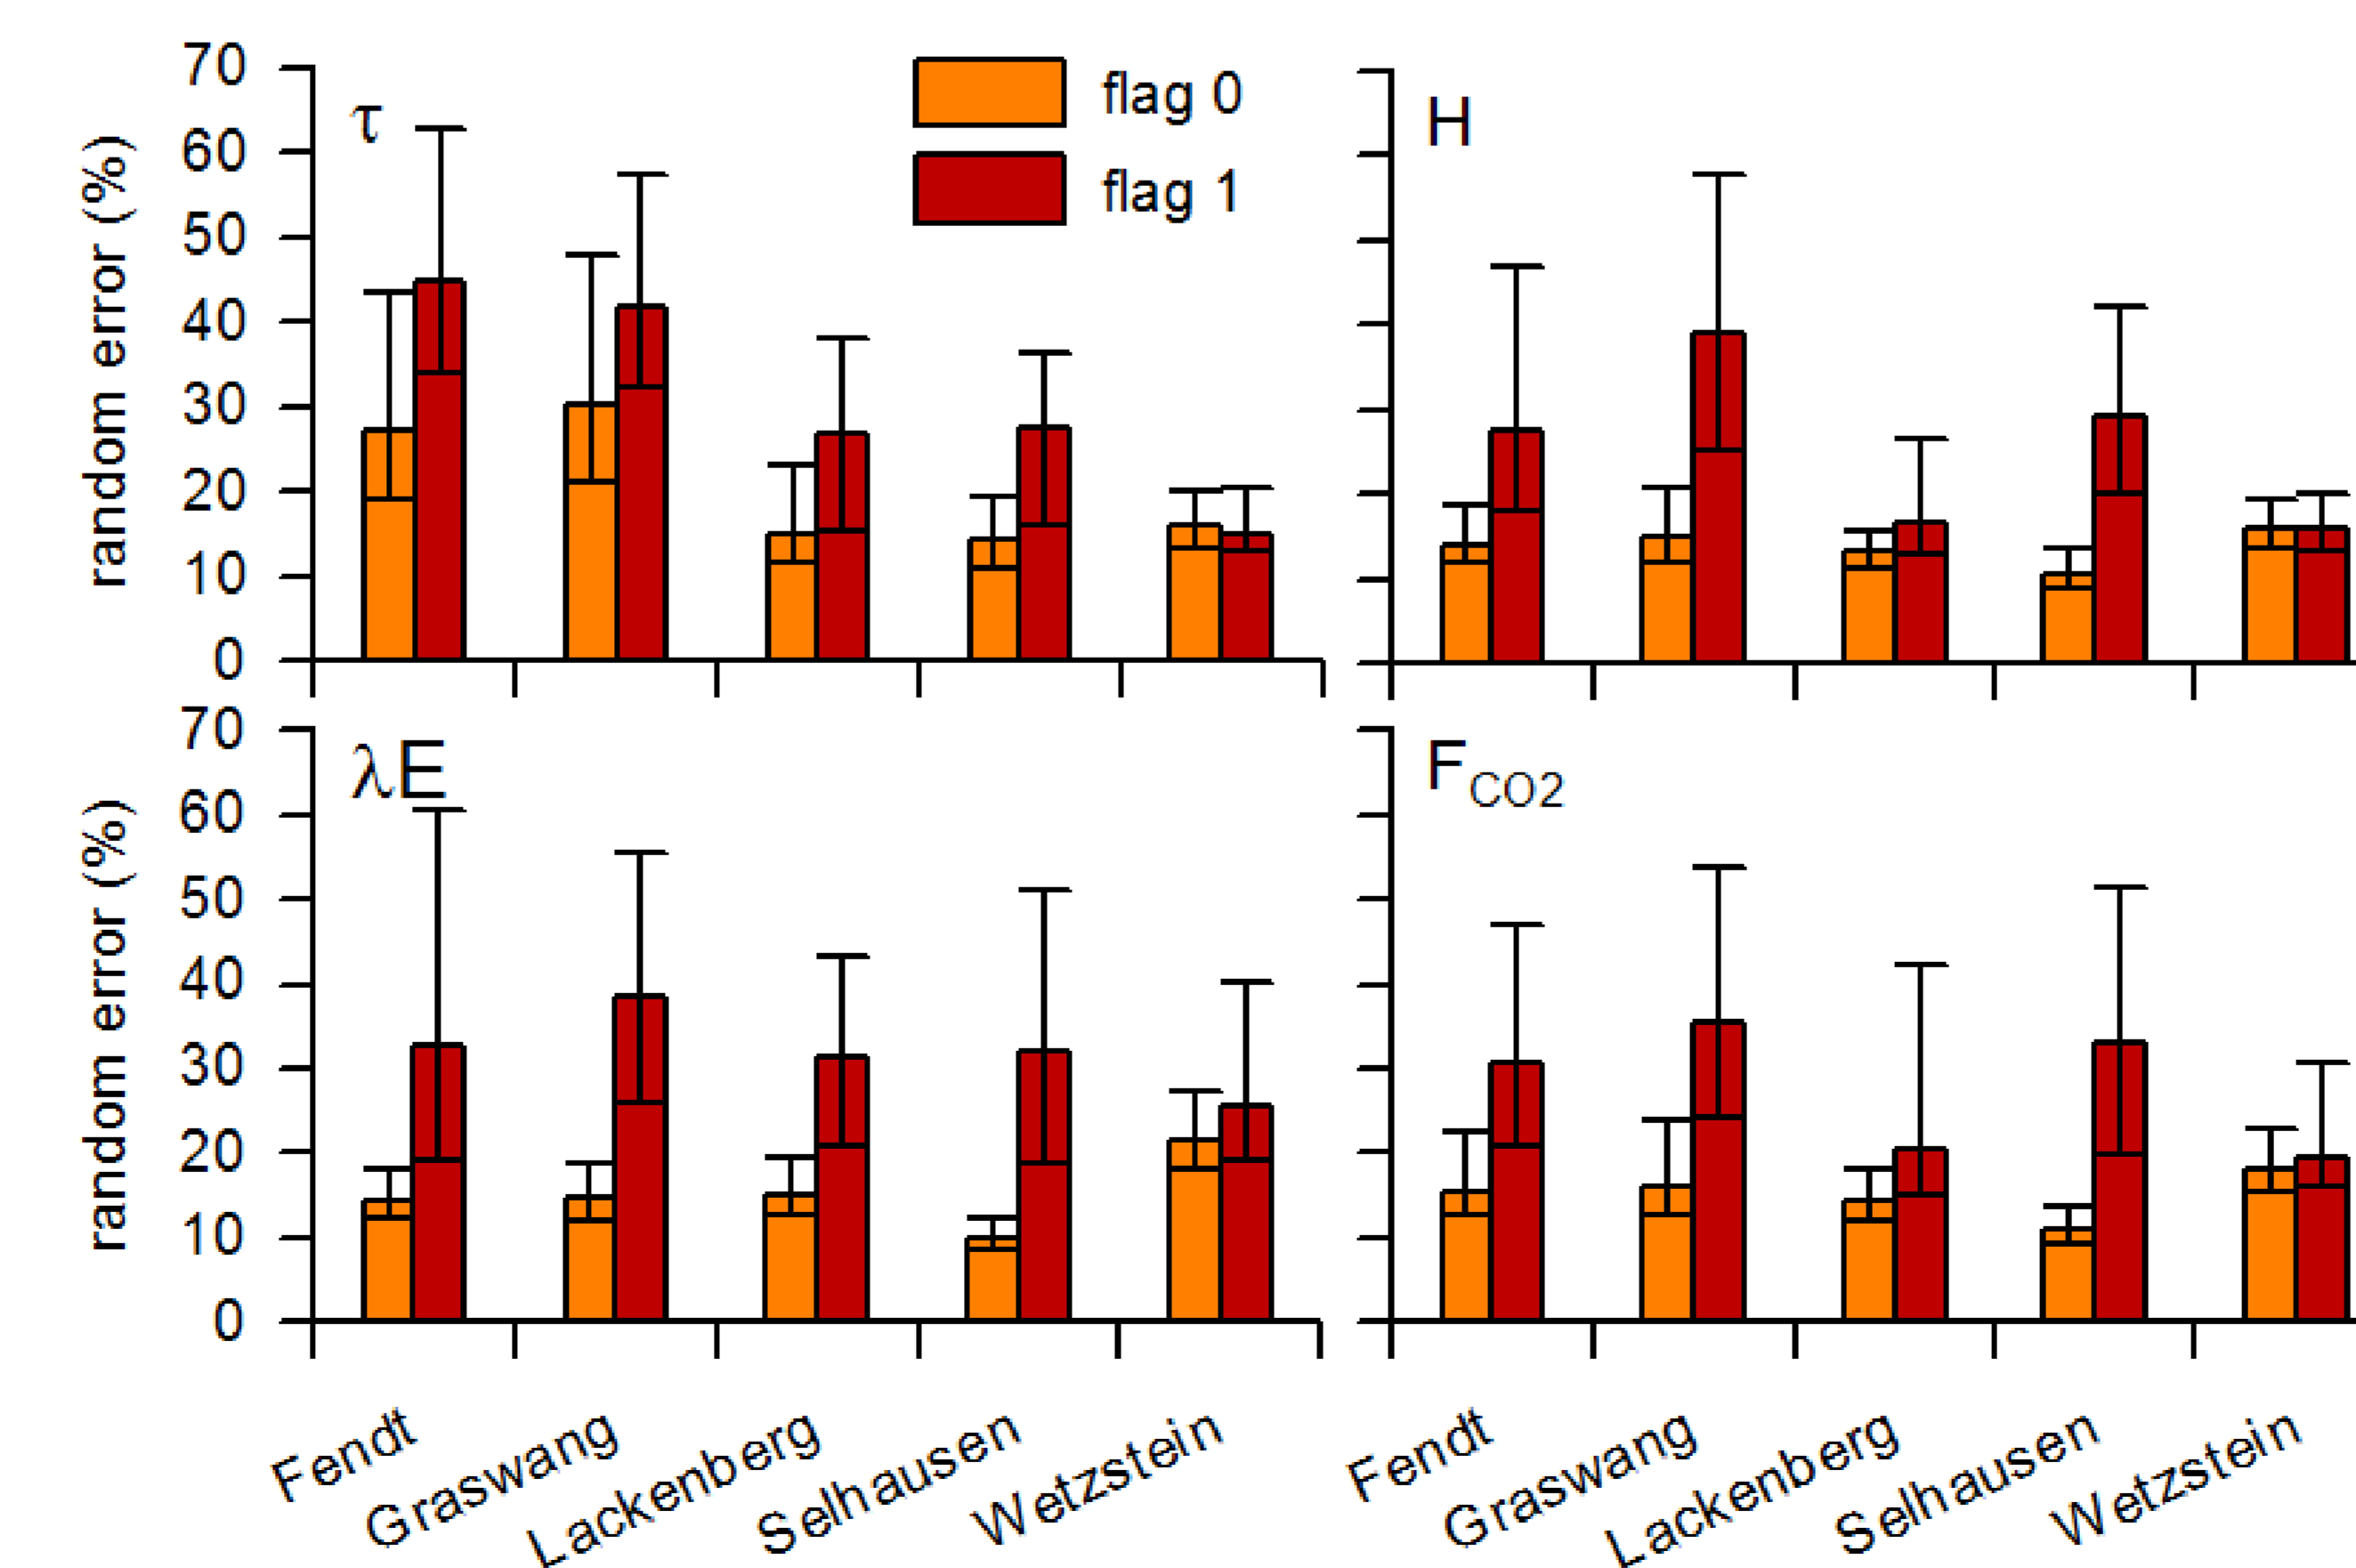 70
60
50
40
30
20
10
0
random error (%)
τ
flag 0
flag 1
H
70
60
50
40
30
20
10
0
random error (%)
λE
FCO2
Fendt
Graswang
Lackenberg
Selhausen
Wetzstein
Fendt
Graswang
Lackenberg
Selhausen
Wetzstein